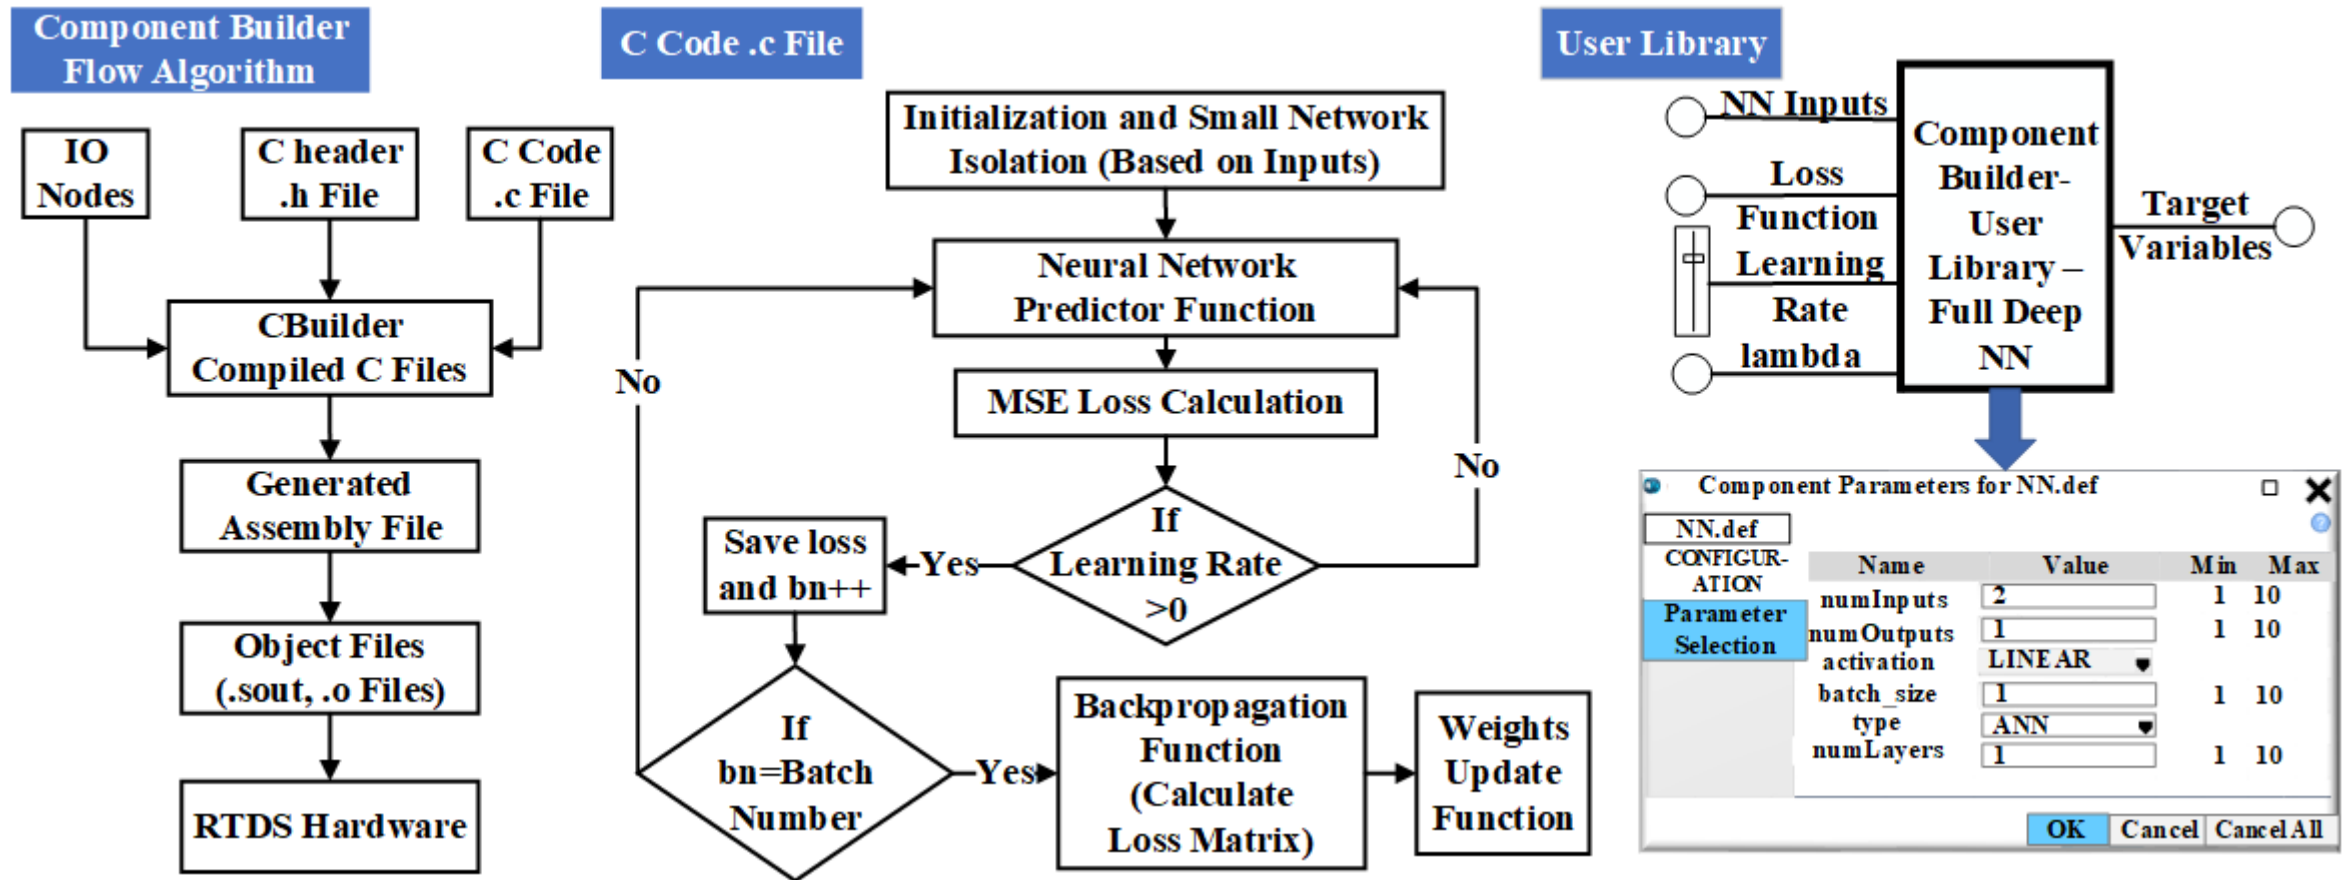 Component Builder
Flow Algorithm
IO
Nodes
C header
.h File
C Code
.c File
CBuilder
Compiled C Files
Generated
Assembly File
Object Files
(.sout, .o Files)
RTDS Hardware
C Code .c File
Initialization and Small Network
Isolation (Based on Inputs)
Neural Network
Predictor Function
MSE Loss Calculation
If
Learning Rate
>0
No
Yes
Save loss
and bn++
If
bn=Batch
Number
No
Yes
Backpropagation
Function
(Calculate
Loss Matrix)
Weights
Update
Function
User Library
NN Inputs
Loss
Function
Learning
Rate
lambda
Component
Builder-
User
Library –
Full Deep
NN
Target
Variables
Component Parameters for NN.def
NN.def
CONFIGUR-
ATION
Parameter
Selection
Name Value Min Max
numInputs 2 1 10
numOutputs 1 1 10
activation LINEAR
batch_size 1 1 10
type ANN
numLayers 1 1 10
OK Cancel Cancel All